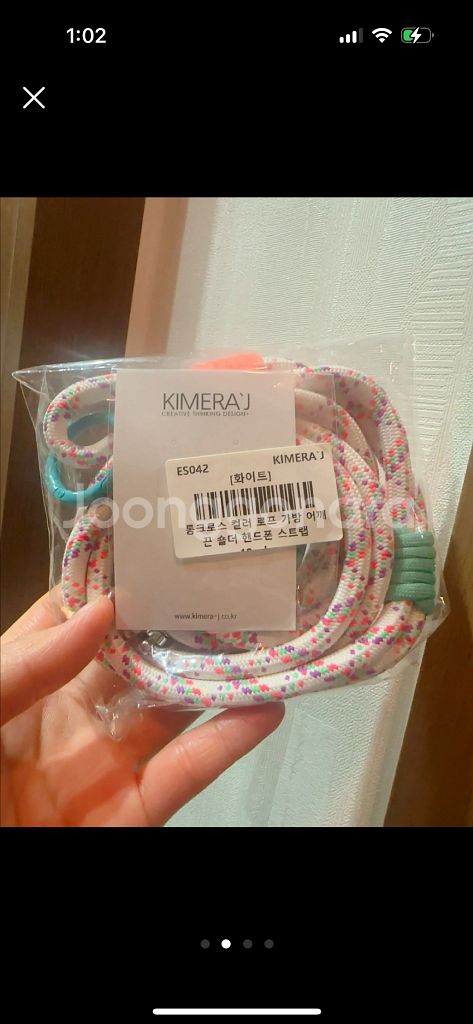 1:02
KIMERA`J
CREATIVE THINKING DESIGN+
ES042
KIMERA`J
[화이트]
롱크로스 컬러 로프 가방 어깨
끈 숄더 핸드폰 스트랩
www.kimera-j.co.kr